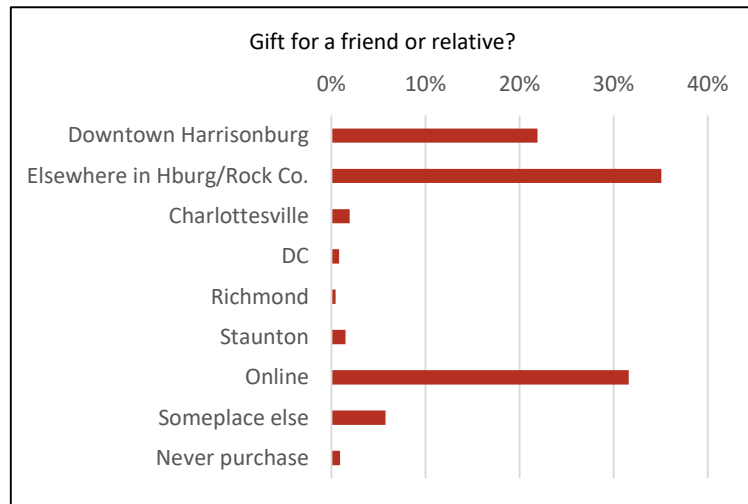 Gift for a friend or relative?
0% 10% 20% 30% 40%
Downtown Harrisonburg
Elsewhere in Hburg/Rock Co.
Charlottesville
DC
Richmond
Staunton
Online
Someplace else
Never purchase